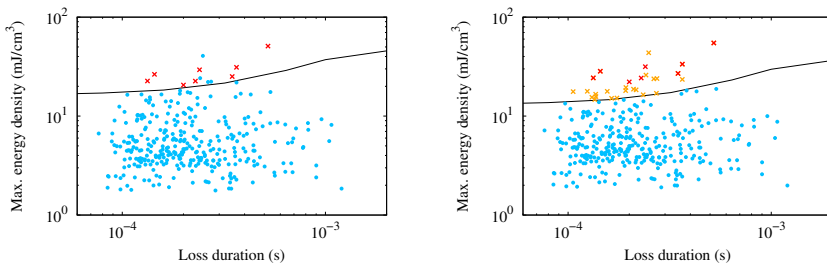 10²
10¹
10⁰
Max. energy density (mJ/cm³)
10⁻⁴
10⁻³
Loss duration (s)
10²
10¹
10⁰
Max. energy density (mJ/cm³)
10⁻⁴
10⁻³
Loss duration (s)